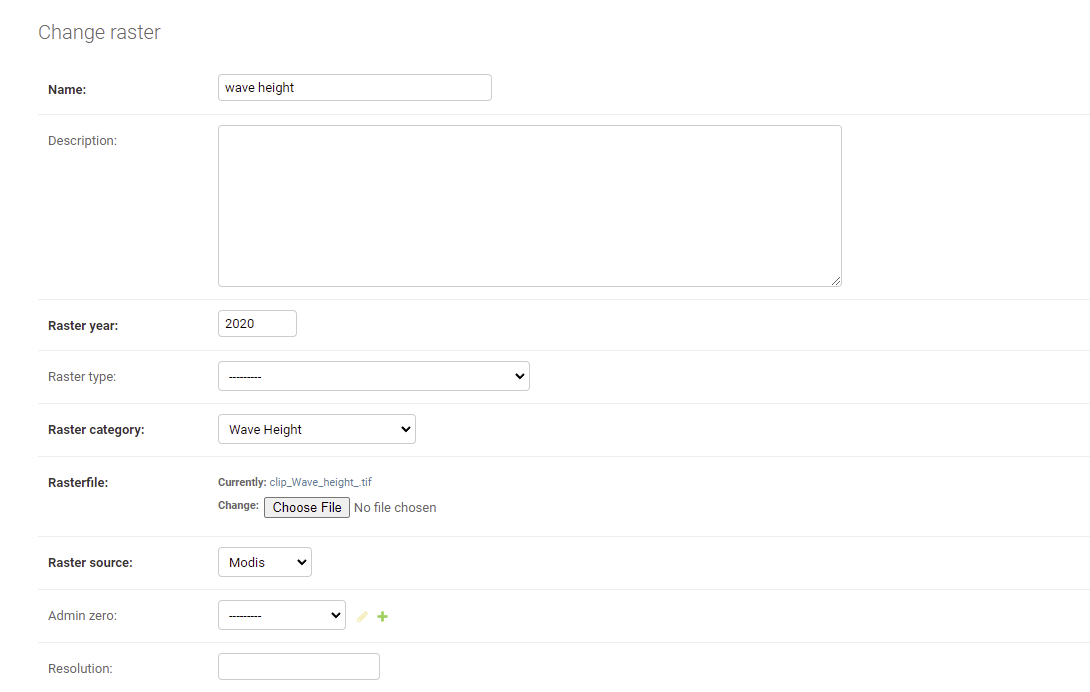 Change raster
Name: wave height
Description:
Raster year: 2020
Raster type: ---------
Raster category: Wave Height
Rasterfile: Currently: clip_Wave_height_.tif
Change: Choose File No file chosen
Raster source: Modis
Admin zero: ---------
Resolution: